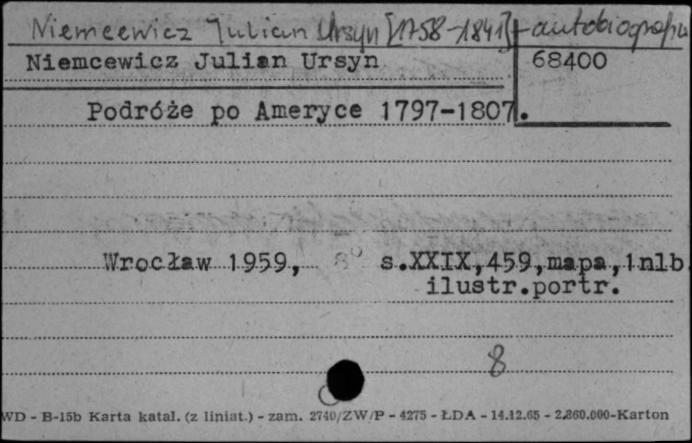 Niemcewicz Julian Ursyn [1758-1841] - autobiografia
Niemcewicz Julian Ursyn
68400
Podróże po Ameryce 1797-1807.
Wrocław 1959, 8° s.XXIX,459,mapa,1nlb
ilustr.portr.
8
WD - B-15b Karta katal. (z liniat.) - zam. 2740/ZW/P - 4275 - ŁDA - 14.12.65 - 2.860.000-Karton